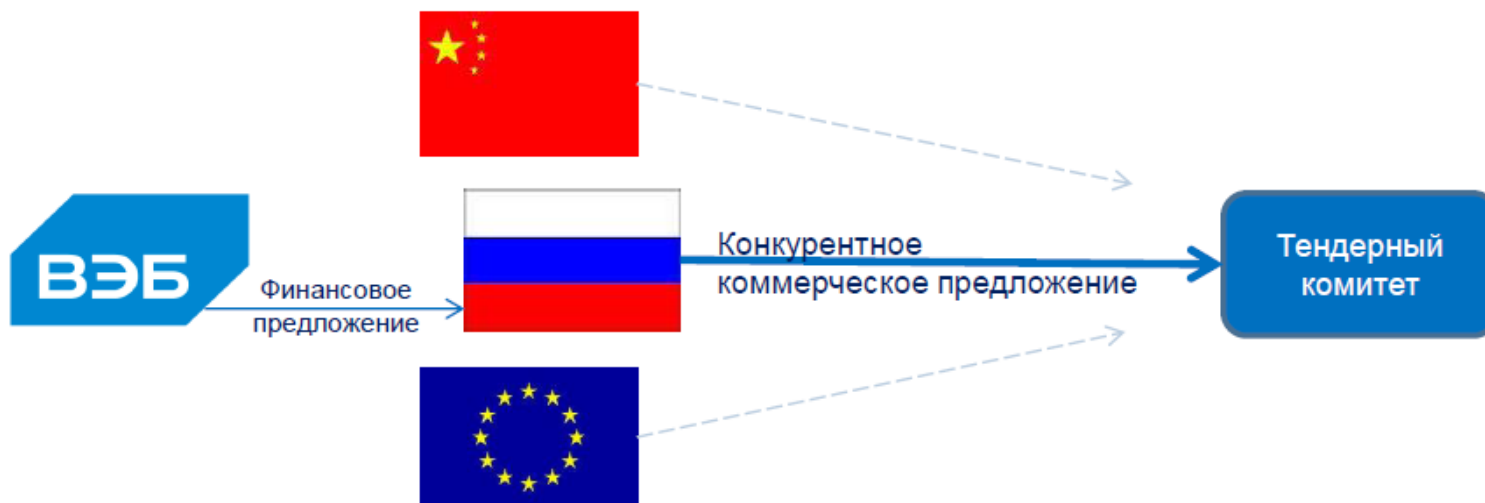 ВЭБ
Финансовое
предложение
Конкурентное
коммерческое предложение
Тендерный
комитет